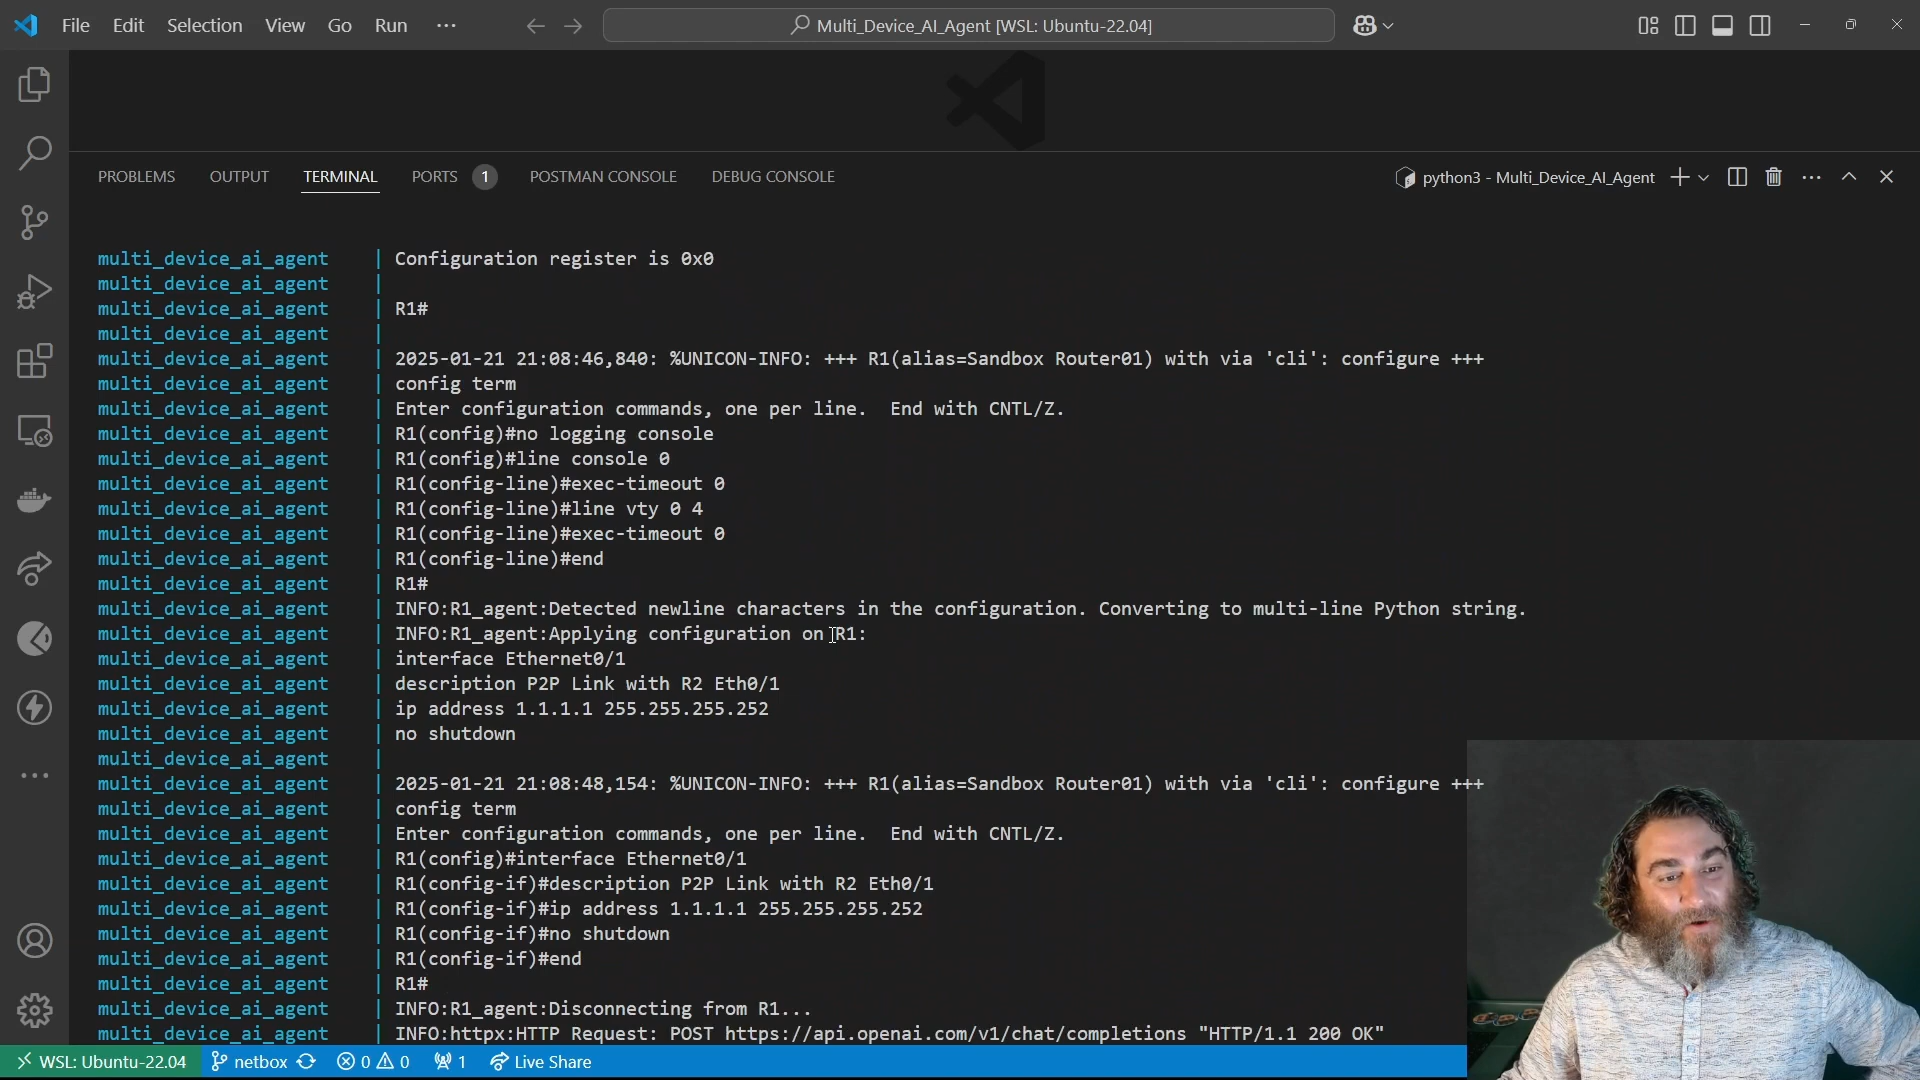 File Edit Selection View Go Run ···
Multi_Device_AI_Agent [WSL: Ubuntu-22.04]
PROBLEMS OUTPUT TERMINAL PORTS 1 POSTMAN CONSOLE DEBUG CONSOLE
python3 - Multi_Device_AI_Agent
multi_device_ai_agent | Configuration register is 0x0
multi_device_ai_agent |
multi_device_ai_agent | R1#
multi_device_ai_agent |
multi_device_ai_agent | 2025-01-21 21:08:46,840: %UNICON-INFO: +++ R1(alias=Sandbox Router01) with via 'cli': configure +++
multi_device_ai_agent | config term
multi_device_ai_agent | Enter configuration commands, one per line. End with CNTL/Z.
multi_device_ai_agent | R1(config)#no logging console
multi_device_ai_agent | R1(config)#line console 0
multi_device_ai_agent | R1(config-line)#exec-timeout 0
multi_device_ai_agent | R1(config-line)#line vty 0 4
multi_device_ai_agent | R1(config-line)#exec-timeout 0
multi_device_ai_agent | R1(config-line)#end
multi_device_ai_agent | R1#
multi_device_ai_agent | INFO:R1_agent:Detected newline characters in the configuration. Converting to multi-line Python string.
multi_device_ai_agent | INFO:R1_agent:Applying configuration on R1:
multi_device_ai_agent | interface Ethernet0/1
multi_device_ai_agent | description P2P Link with R2 Eth0/1
multi_device_ai_agent | ip address 1.1.1.1 255.255.255.252
multi_device_ai_agent | no shutdown
multi_device_ai_agent |
multi_device_ai_agent | 2025-01-21 21:08:48,154: %UNICON-INFO: +++ R1(alias=Sandbox Router01) with via 'cli': configure +++
multi_device_ai_agent | config term
multi_device_ai_agent | Enter configuration commands, one per line. End with CNTL/Z.
multi_device_ai_agent | R1(config)#interface Ethernet0/1
multi_device_ai_agent | R1(config-if)#description P2P Link with R2 Eth0/1
multi_device_ai_agent | R1(config-if)#ip address 1.1.1.1 255.255.255.252
multi_device_ai_agent | R1(config-if)#no shutdown
multi_device_ai_agent | R1(config-if)#end
multi_device_ai_agent | R1#
multi_device_ai_agent | INFO:R1_agent:Disconnecting from R1...
multi_device_ai_agent | INFO:httpx:HTTP Request: POST https://api.openai.com/v1/chat/completions "HTTP/1.1 200 OK"
WSL: Ubuntu-22.04 netbox 0 0 1 Live Share